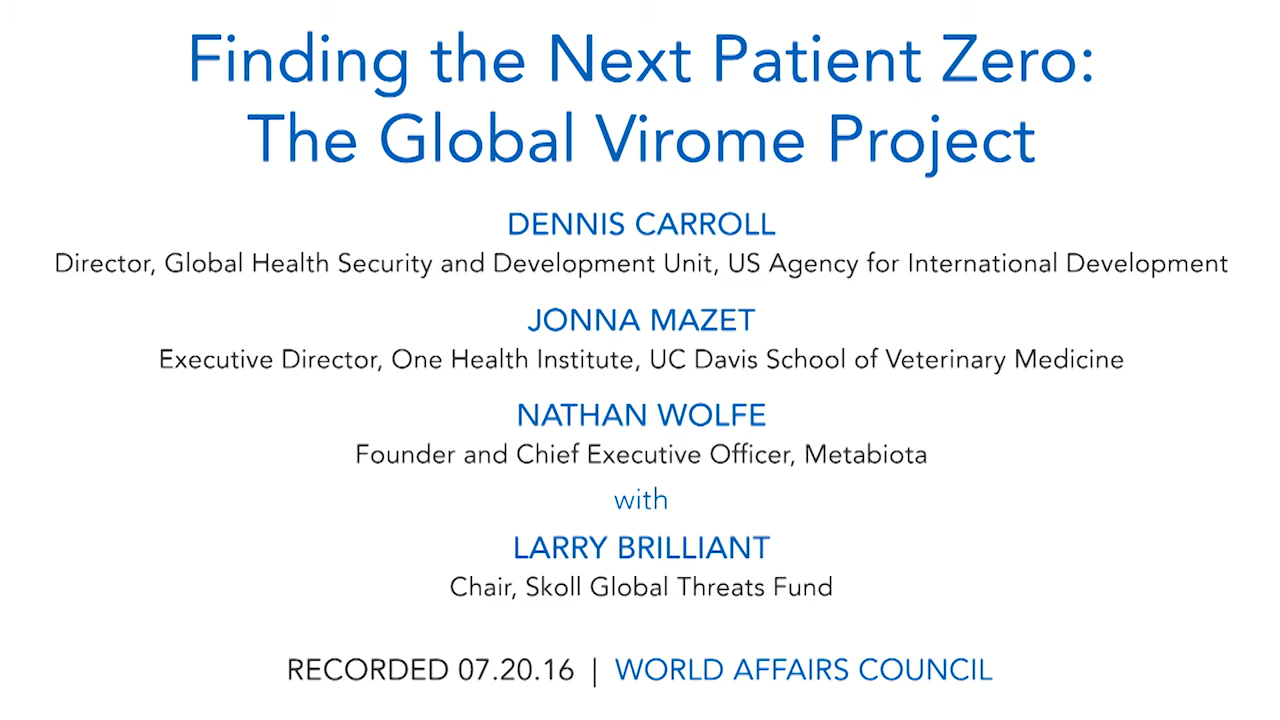 Finding the Next Patient Zero:
The Global Virome Project
DENNIS CARROLL
Director, Global Health Security and Development Unit, US Agency for International Development
JONNA MAZET
Executive Director, One Health Institute, UC Davis School of Veterinary Medicine
NATHAN WOLFE
Founder and Chief Executive Officer, Metabiota
with
LARRY BRILLIANT
Chair, Skoll Global Threats Fund
RECORDED 07.20.16 | WORLD AFFAIRS COUNCIL